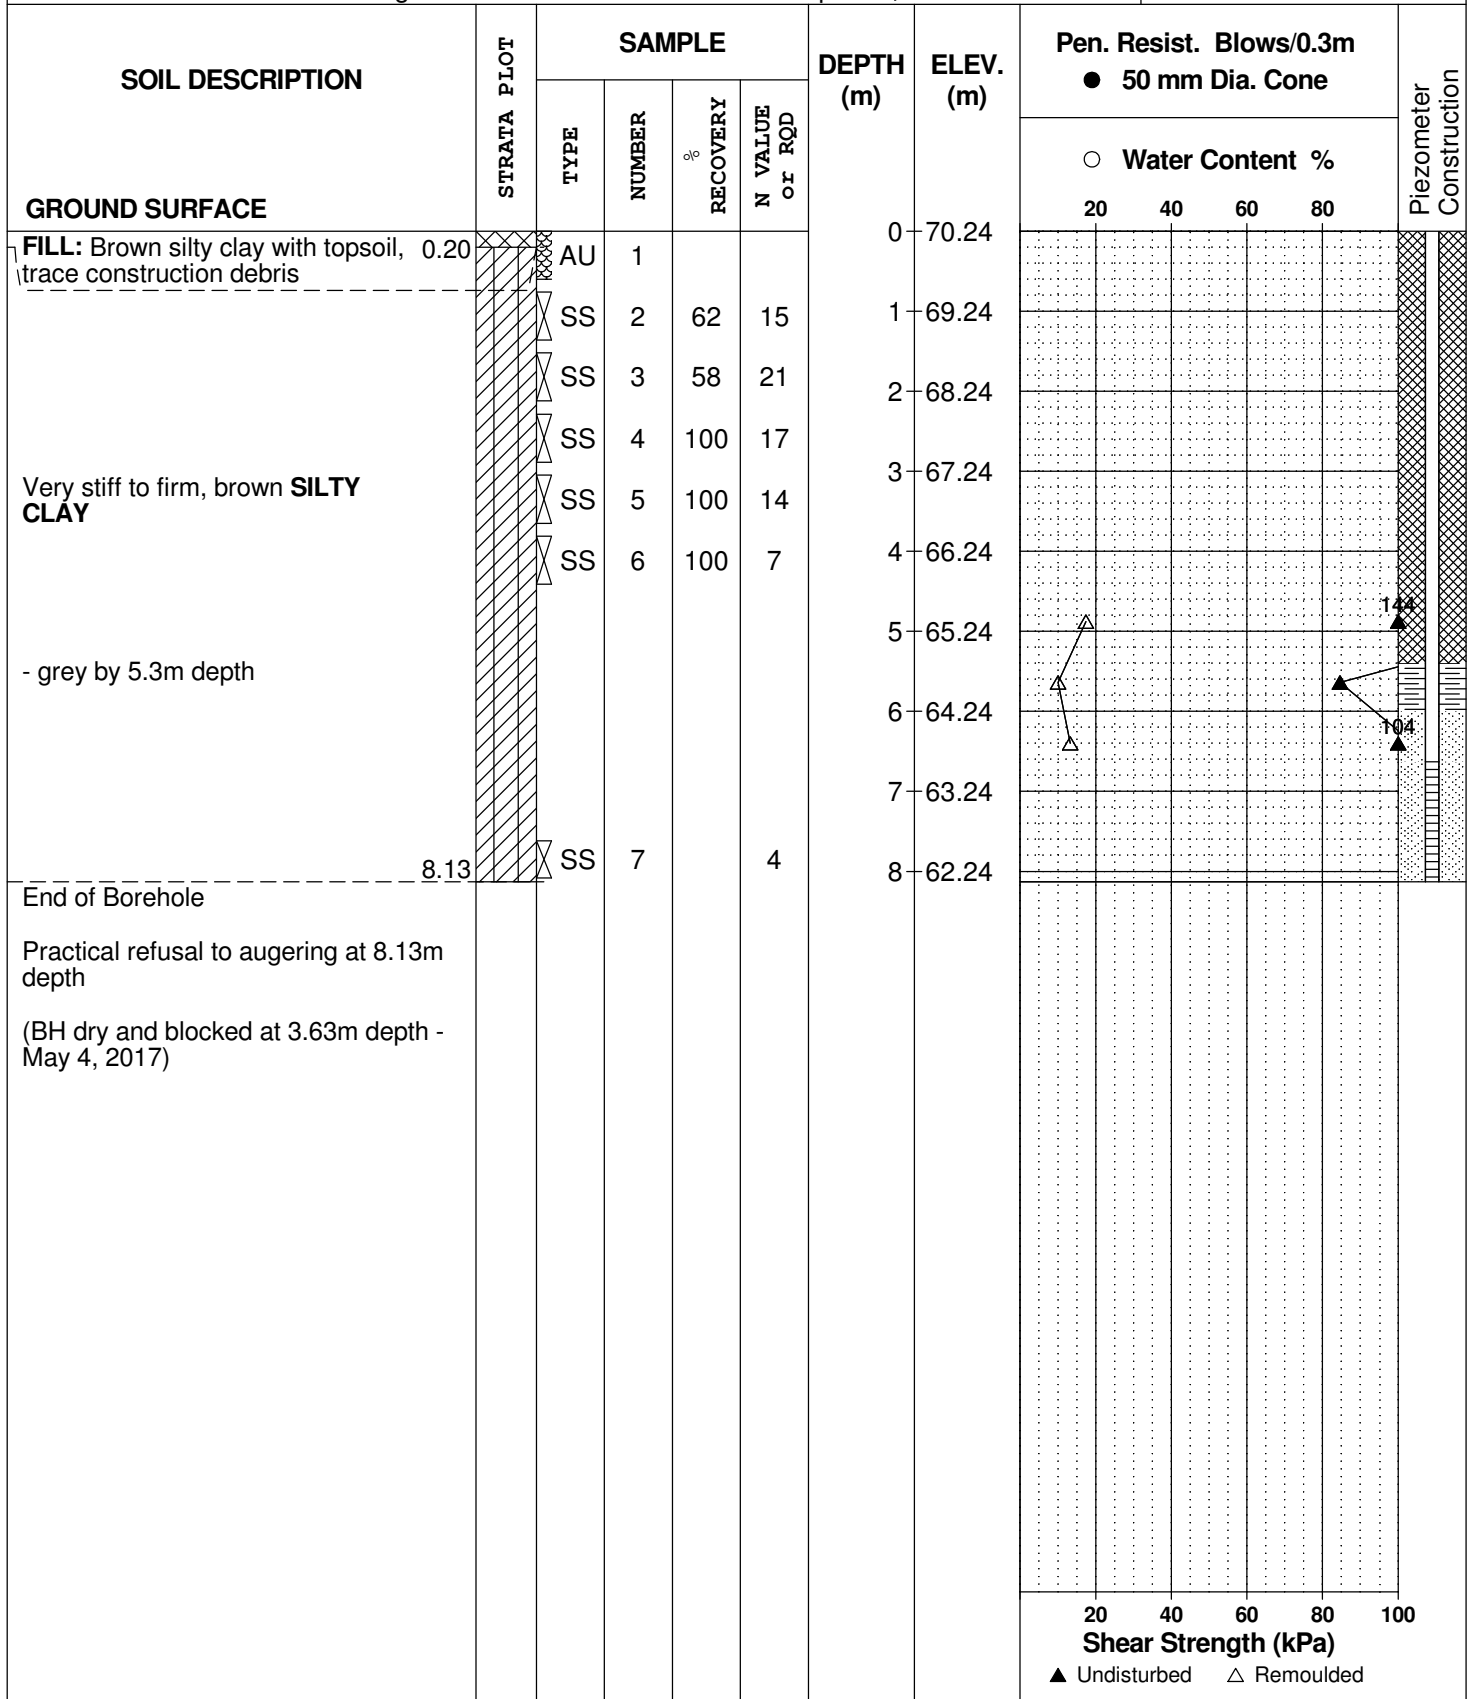 SOIL DESCRIPTION
GROUND SURFACE
STRATA PLOT
SAMPLE
TYPE
NUMBER
%
RECOVERY
N VALUE
or RQD
DEPTH
(m)
ELEV.
(m)
Pen. Resist. Blows/0.3m
● 50 mm Dia. Cone
○ Water Content %
20 40 60 80
Piezometer
Construction
0 70.24
FILL: Brown silty clay with topsoil, 0.20
trace construction debris
AU 1
SS 2 62 15
1 69.24
SS 3 58 21
2 68.24
SS 4 100 17
3 67.24
Very stiff to firm, brown SILTY
CLAY
SS 5 100 14
4 66.24
SS 6 100 7
144
5 65.24
- grey by 5.3m depth
6 64.24
104
7 63.24
8.13
SS 7 4
8 62.24
End of Borehole
Practical refusal to augering at 8.13m
depth
(BH dry and blocked at 3.63m depth -
May 4, 2017)
20 40 60 80 100
Shear Strength (kPa)
▲ Undisturbed △ Remoulded